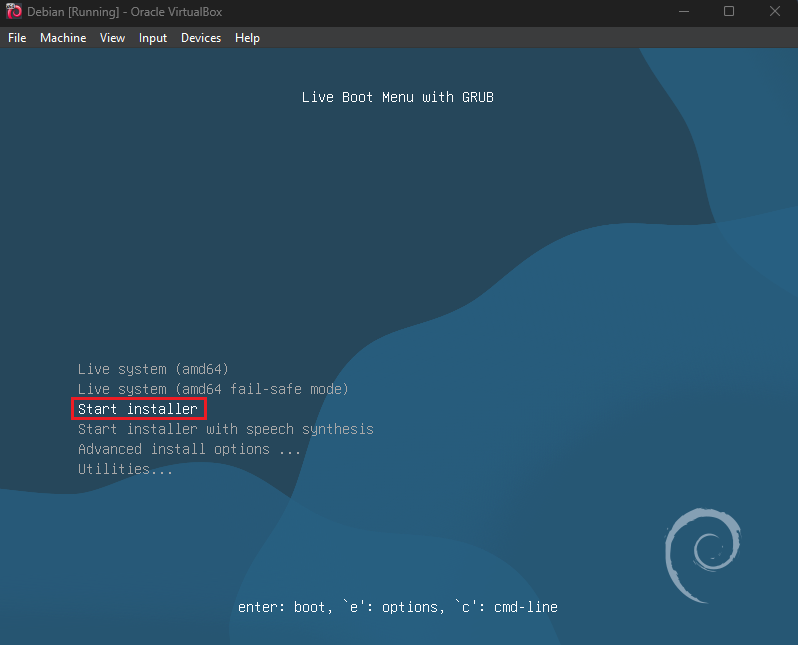 Debian [Running] - Oracle VirtualBox
File Machine View Input Devices Help
Live Boot Menu with GRUB
Live system (amd64)
Live system (amd64 fail-safe mode)
Start installer
Start installer with speech synthesis
Advanced install options ...
Utilities...
enter: boot, `e': options, `c': cmd-line